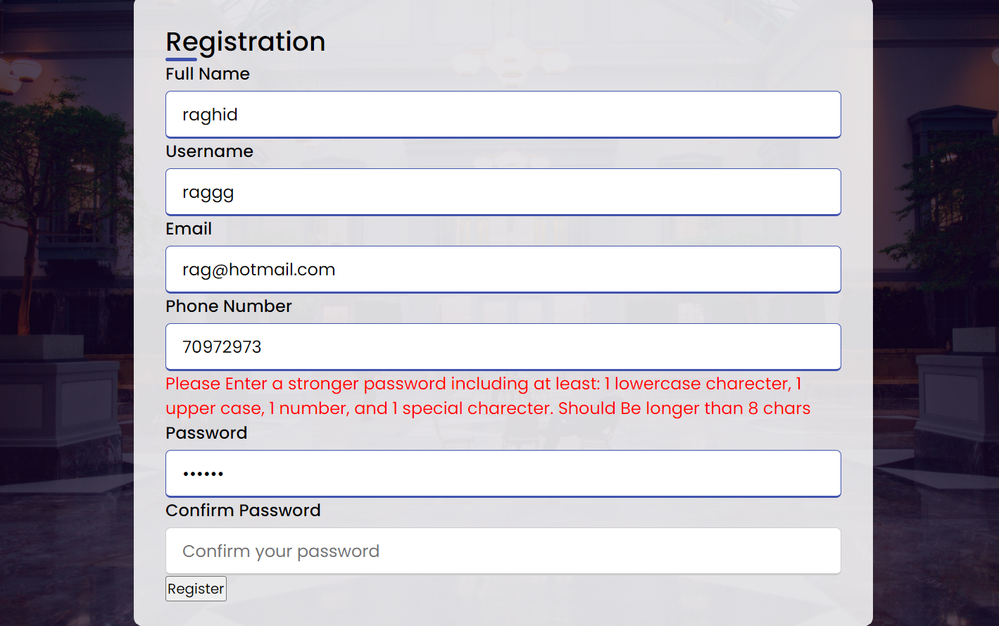 Registration
Full Name
raghid
Username
raggg
Email
rag@hotmail.com
Phone Number
70972973
Please Enter a stronger password including at least: 1 lowercase charecter, 1
upper case, 1 number, and 1 special charecter. Should Be longer than 8 chars
Password
••••••
Confirm Password
Confirm your password
Register